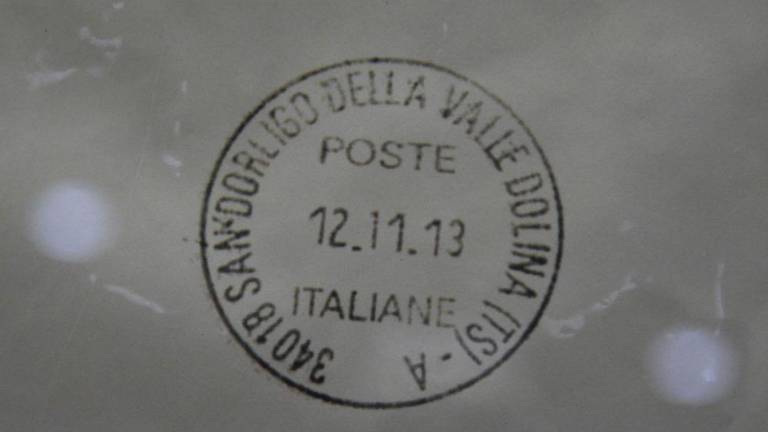 34018 SAN DORLIGO DELLA VALLE DOLINA (TS) - A
POSTE
12.11.13
ITALIANE